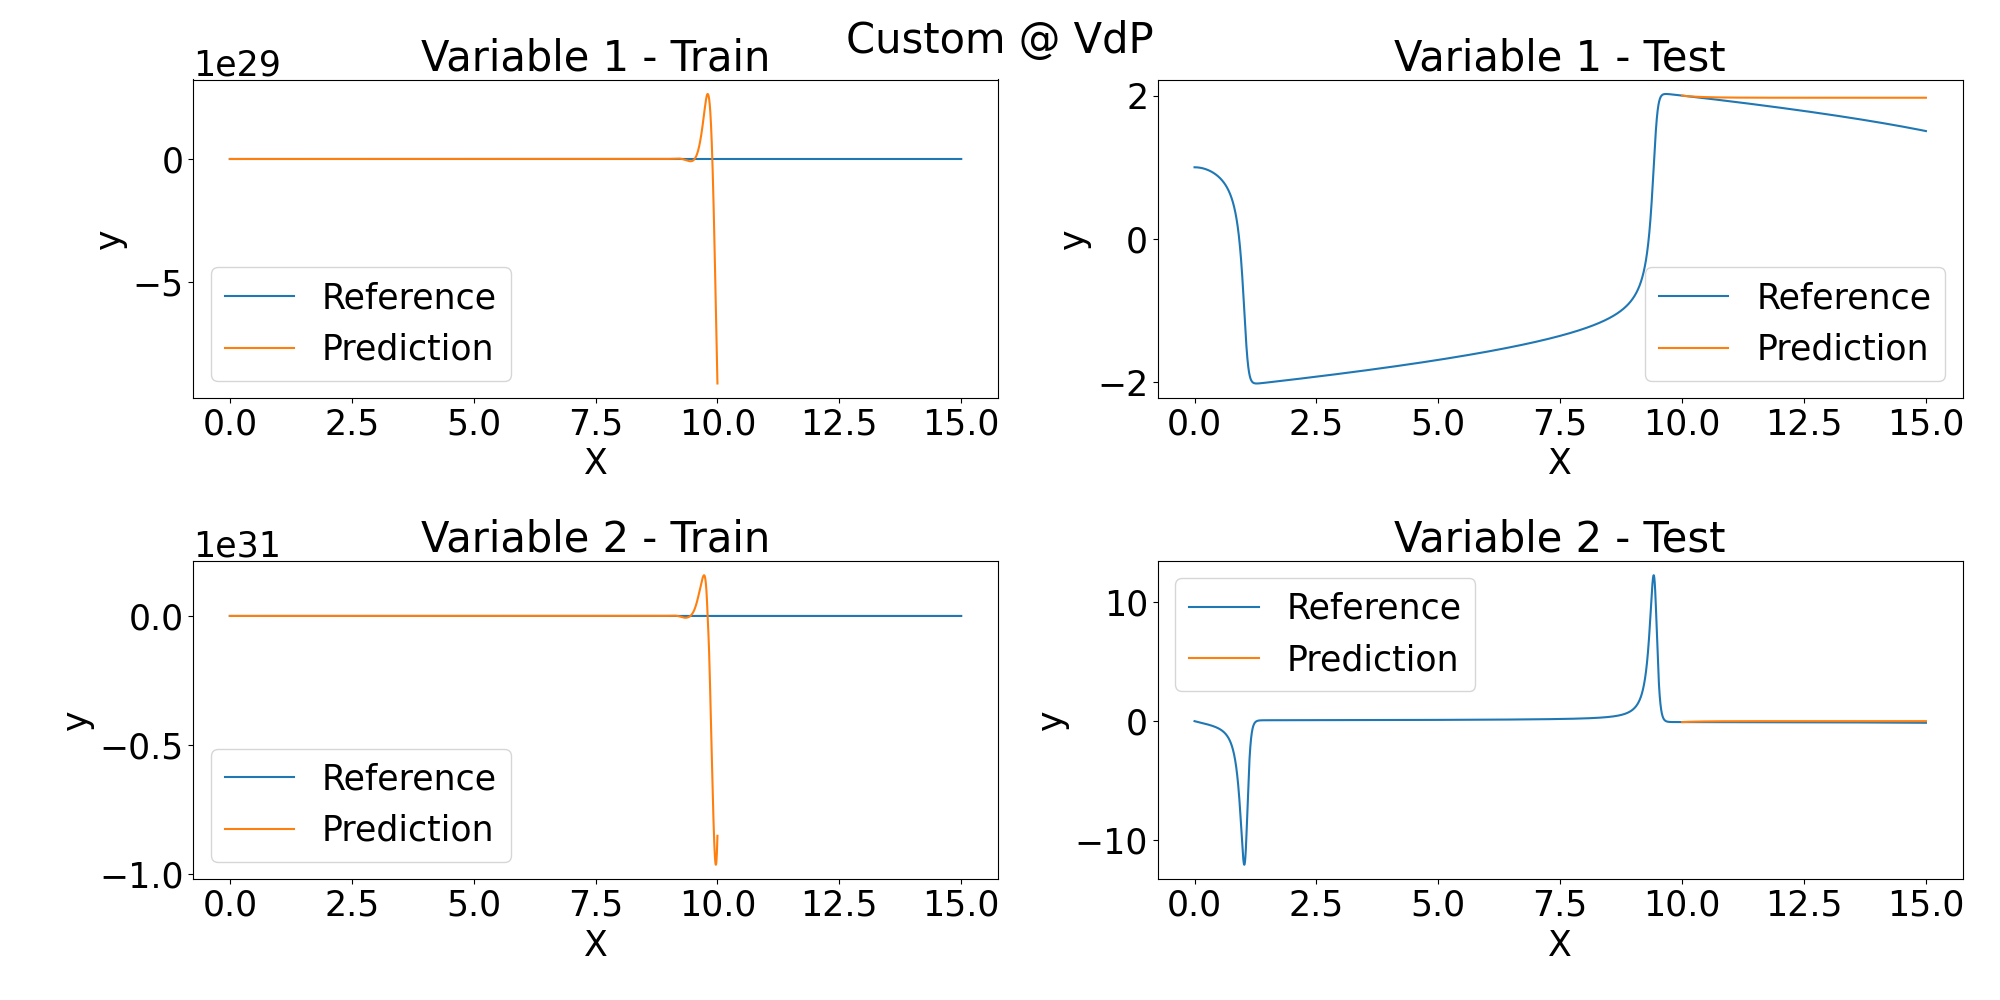 Custom @ VdP
Variable 1 - Train
1e29
0
−5
y
Reference
Prediction
0.0 2.5 5.0 7.5 10.0 12.5 15.0
X
Variable 1 - Test
2
0
−2
y
Reference
Prediction
0.0 2.5 5.0 7.5 10.0 12.5 15.0
X
Variable 2 - Train
1e31
0.0
−0.5
−1.0
y
Reference
Prediction
0.0 2.5 5.0 7.5 10.0 12.5 15.0
X
Variable 2 - Test
10
0
−10
y
Reference
Prediction
0.0 2.5 5.0 7.5 10.0 12.5 15.0
X